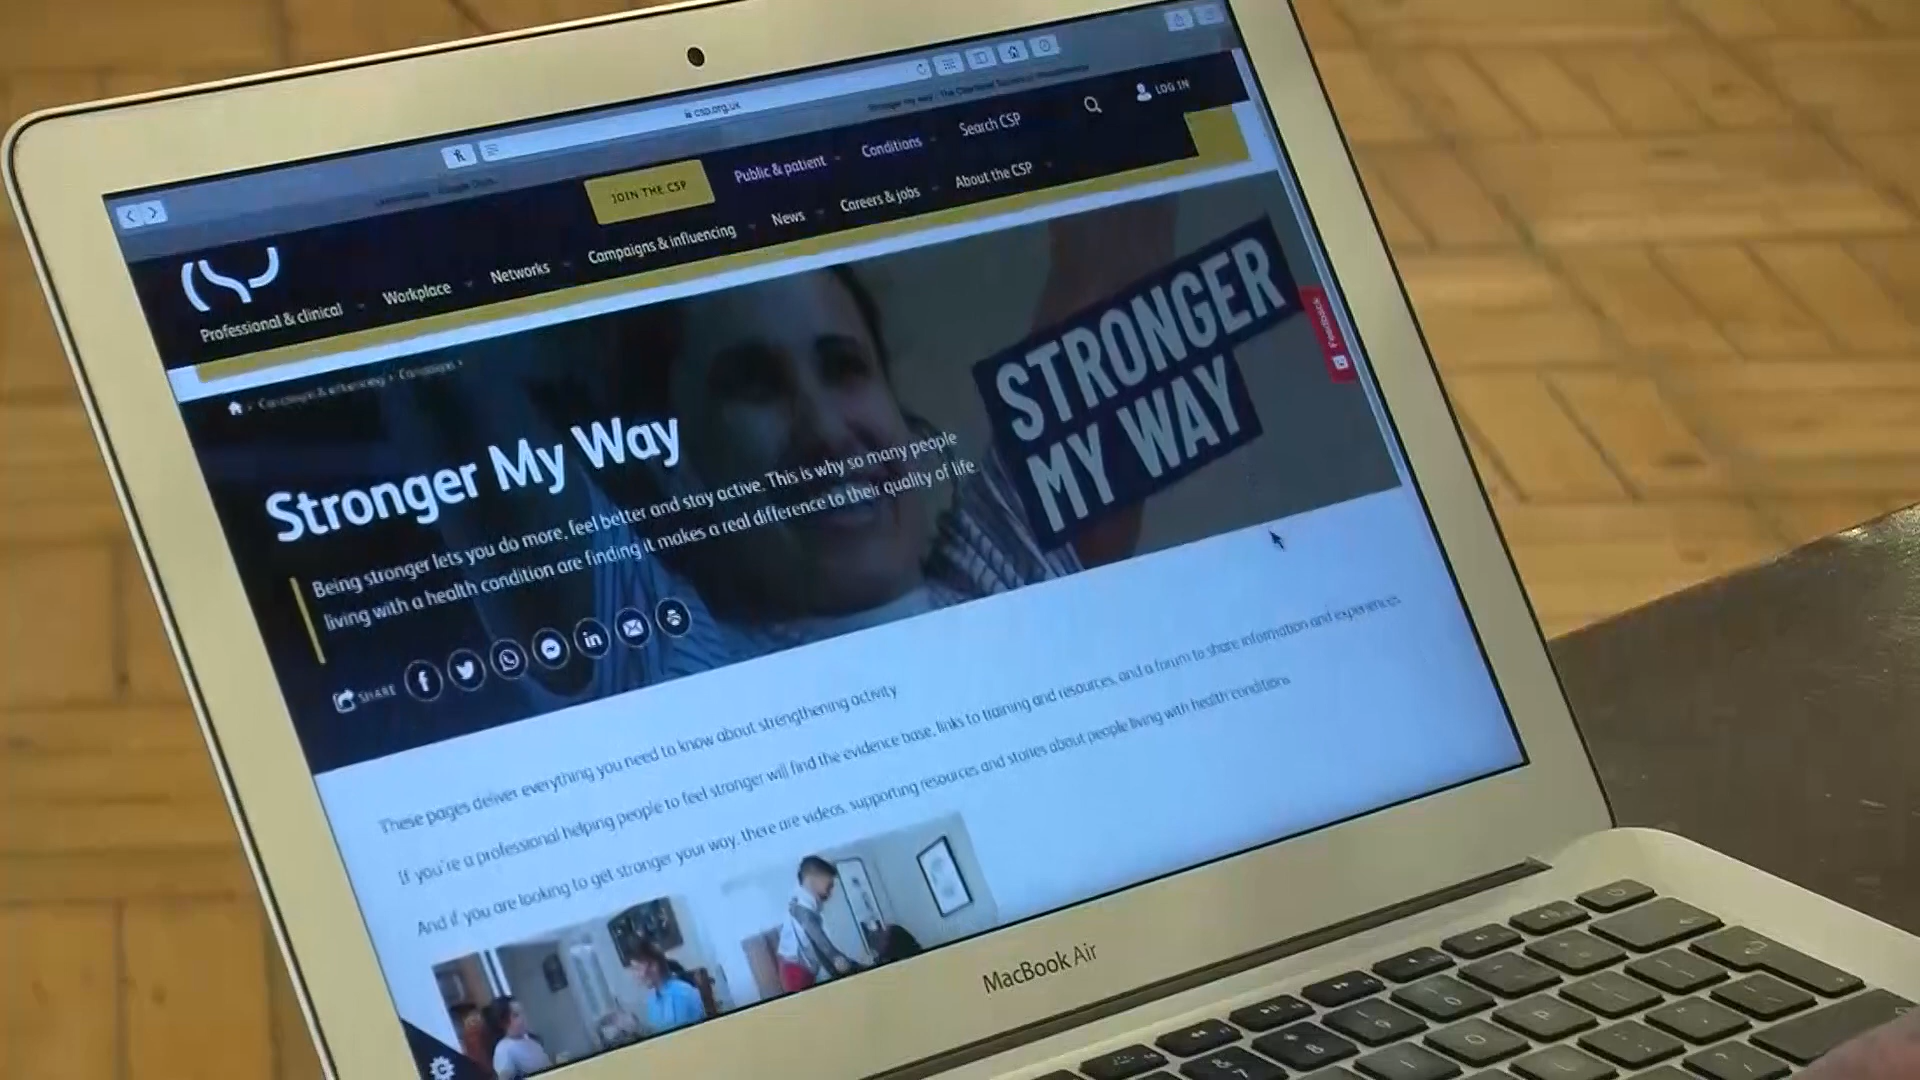 csp.org.uk
JOIN THE CSP
Public & patient
Conditions
Search CSP
LOG IN
Professional & clinical
Workplace
Networks
Campaigns & influencing
News
Careers & jobs
About the CSP
Campaigns & influencing › Campaigns ›
Stronger My Way
Being stronger lets you do more, feel better and stay active. This is why so many people
living with a health condition are finding it makes a real difference to their quality of life
STRONGER
MY WAY
Feedback
SHARE
These pages deliver everything you need to know about strengthening activity
If you're a professional helping people to feel stronger will find the evidence base, links to training and resources, and a forum to share information and experiences.
And if you are looking to get stronger your way, there are videos, supporting resources and stories about people living with health conditions
MacBook Air